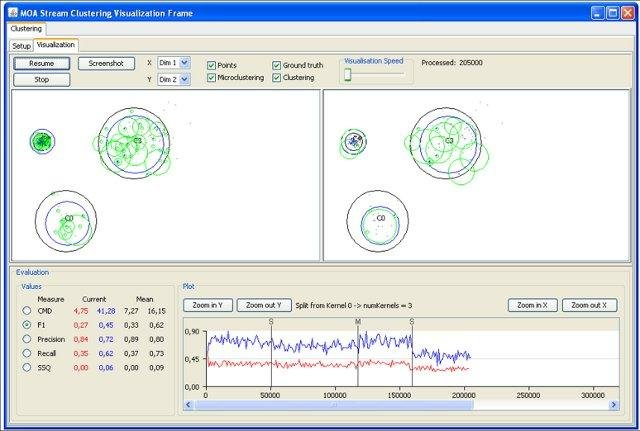 MOA Stream Clustering Visualization Frame
Clustering
Setup Visualization
Resume Screenshot X Dim 1 Points Ground truth Visualisation Speed Processed: 205000
Stop Y Dim 2 Microclustering Clustering
C3
C0
C3
C0
Evaluation
Values
Measure Current Mean
CMD 4,75 41,28 7,27 16,15
F1 0,27 0,45 0,33 0,62
Precision 0,84 0,72 0,89 0,80
Recall 0,35 0,62 0,37 0,73
SSQ 0,00 0,06 0,00 0,09
Plot
Zoom in Y Zoom out Y Split from Kernel 0 -> numKernels = 3 Zoom in X Zoom out X
S M S
0,90
0,45
0,00
0 50000 100000 150000 200000 250000 300000